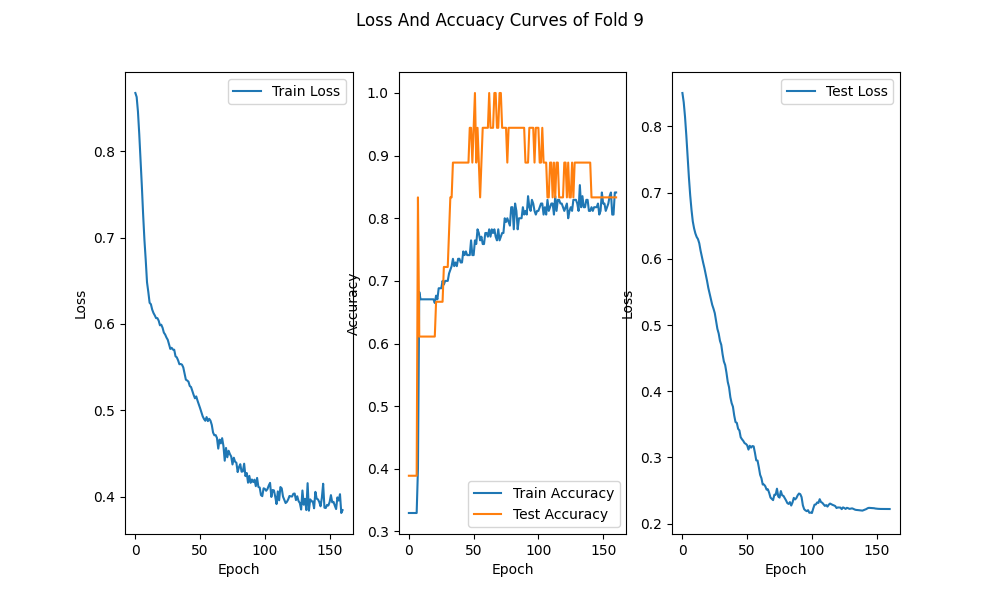 Loss And Accuacy Curves of Fold 9
Train Loss
0.8
0.7
0.6
0.5
0.4
Loss
0 50 100 150
Epoch
1.0
0.9
0.8
0.7
0.6
0.5
0.4
0.3
Accuracy
Train Accuracy
Test Accuracy
0 50 100 150
Epoch
Test Loss
0.8
0.7
0.6
0.5
0.4
0.3
0.2
Loss
0 50 100 150
Epoch